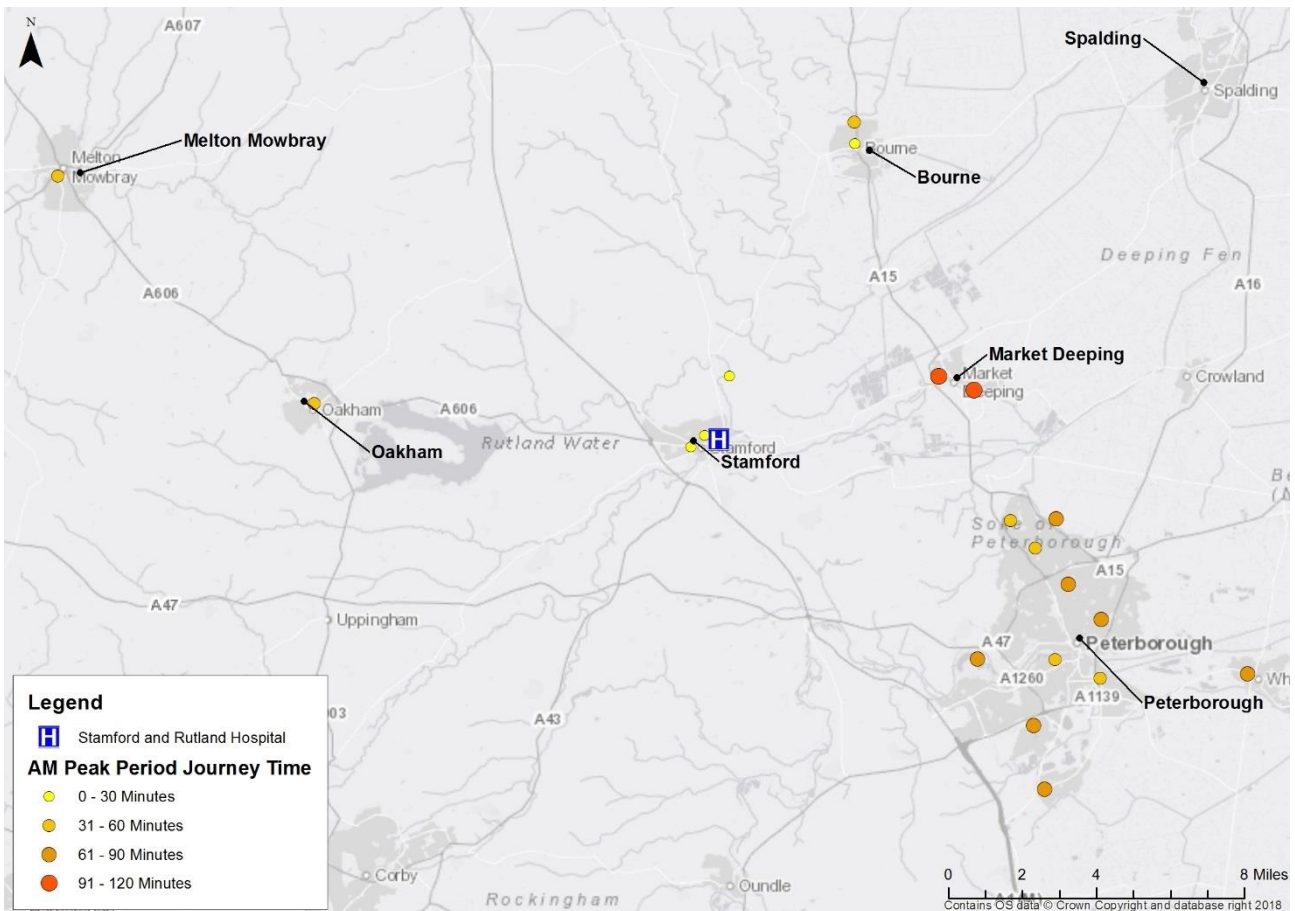 N
A607
Spalding
Spalding
Melton Mowbray
Melton
Mowbray
Bourne
Bourne
Deeping Fen
A15
A16
A606
Market Deeping
Market
Deeping
Crowland
Oakham
A606
Rutland Water
H
Stamford
Oakham
Stamford
Soke of
Peterborough
A15
A47
Uppingham
A47
Peterborough
A1260
A1139
Peterborough
Wh
A43
Legend
H Stamford and Rutland Hospital
AM Peak Period Journey Time
0 - 30 Minutes
31 - 60 Minutes
61 - 90 Minutes
91 - 120 Minutes
Corby
Rockingham
Oundle
0 2 4 8 Miles
Contains OS data © Crown Copyright and database right 2018